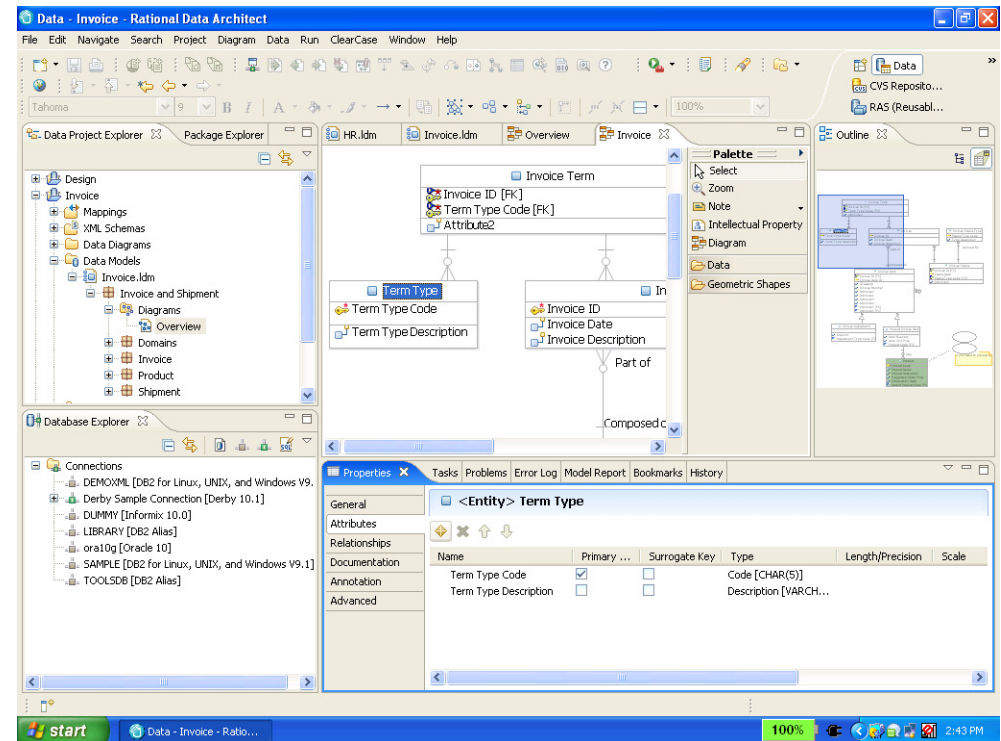 Data - Invoice - Rational Data Architect
File Edit Navigate Search Project Diagram Data Run ClearCase Window Help
Data
CVS Reposito...
RAS (Reusabl...
Tahoma 9 B I A 100%
Data Project Explorer Package Explorer
Design
Invoice
Mappings
XML Schemas
Data Diagrams
Data Models
Invoice.ldm
Invoice and Shipment
Diagrams
Overview
Domains
Invoice
Product
Shipment
HR.ldm Invoice.ldm Overview Invoice
Invoice Term
Invoice ID [FK]
Term Type Code [FK]
Attribute2
Term Type
Term Type Code
Term Type Description
In
Invoice ID
Invoice Date
Invoice Description
Part of
Composed c
Palette
Select
Zoom
Note
Intellectual Property
Diagram
Data
Geometric Shapes
Outline
Database Explorer
SQL
Connections
DEMOXML [DB2 for Linux, UNIX, and Windows V9.
Derby Sample Connection [Derby 10.1]
DUMMY [Informix 10.0]
LIBRARY [DB2 Alias]
ora10g [Oracle 10]
SAMPLE [DB2 for Linux, UNIX, and Windows V9.1]
TOOLSDB [DB2 Alias]
Properties Tasks Problems Error Log Model Report Bookmarks History
General
Attributes
Relationships
Documentation
Annotation
Advanced
<Entity> Term Type
Name Primary ... Surrogate Key Type Length/Precision Scale
Term Type Code Code [CHAR(5)]
Term Type Description Description [VARCH...
start Data - Invoice - Ratio... 100% 2:43 PM